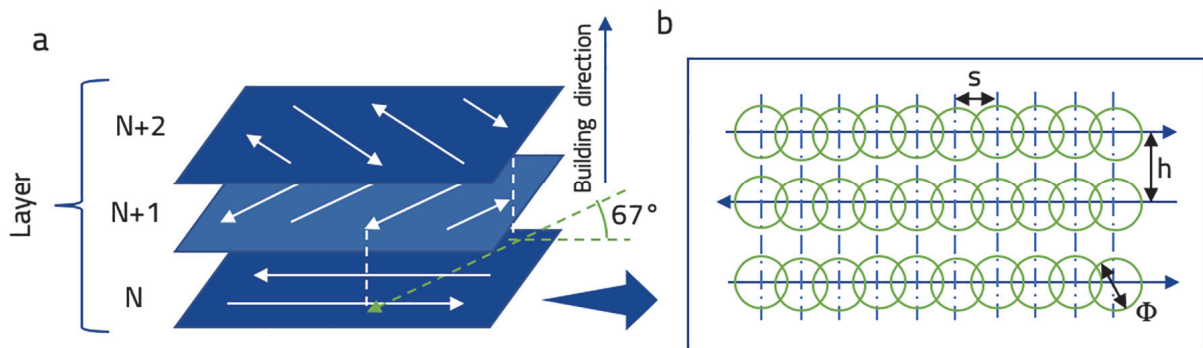 a
Layer
N+2
N+1
N
Building direction
67°
b
s
h
Φ